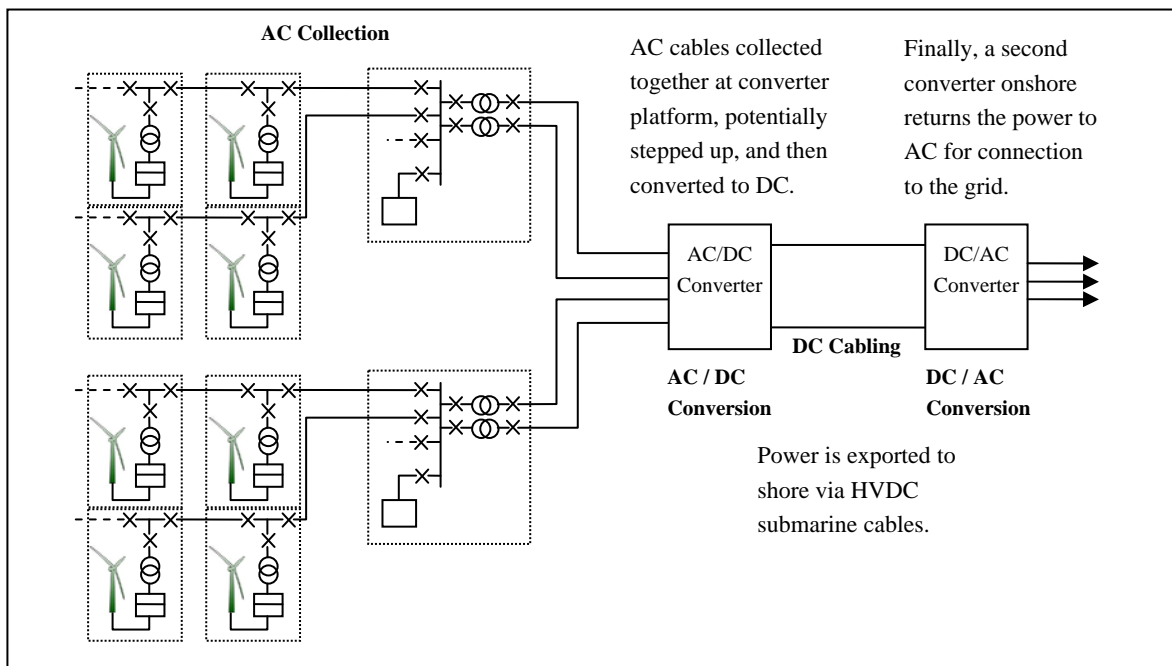 AC Collection
AC cables collected
together at converter
platform, potentially
stepped up, and then
converted to DC.
Finally, a second
converter onshore
returns the power to
AC for connection
to the grid.
AC/DC
Converter
DC/AC
Converter
DC Cabling
AC / DC
Conversion
DC / AC
Conversion
Power is exported to
shore via HVDC
submarine cables.